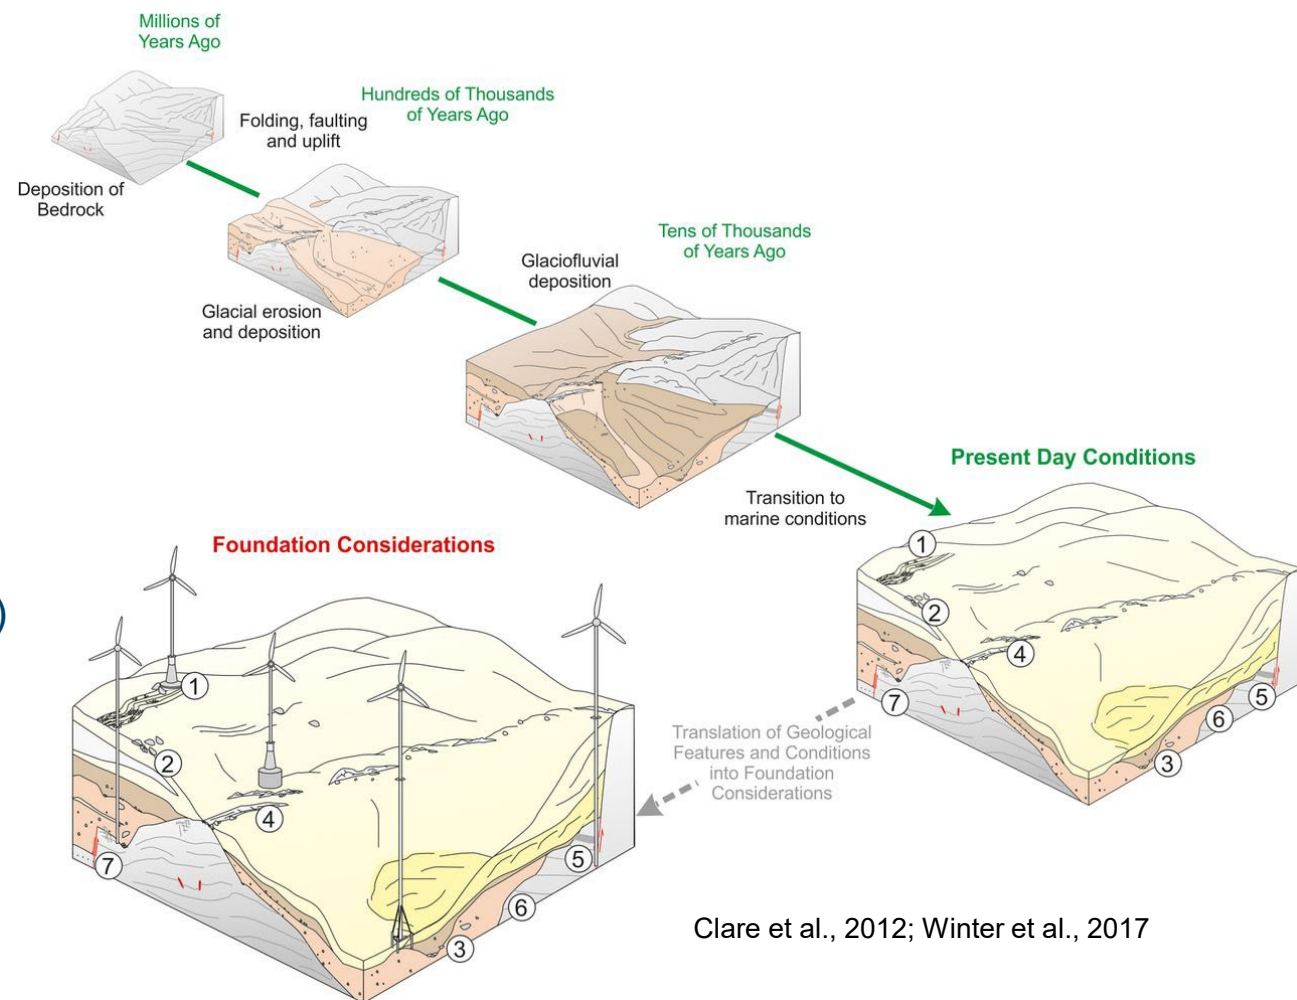 Millions of
Years Ago
Hundreds of Thousands
of Years Ago
Folding, faulting
and uplift
Deposition of
Bedrock
Tens of Thousands
of Years Ago
Glaciofluvial
deposition
Glacial erosion
and deposition
Present Day Conditions
Transition to
marine conditions
Foundation Considerations
1
2
4
7
5
6
3
)
1
2
4
7
5
6
3
Translation of Geological
Features and Conditions
into Foundation
Considerations
Clare et al., 2012; Winter et al., 2017